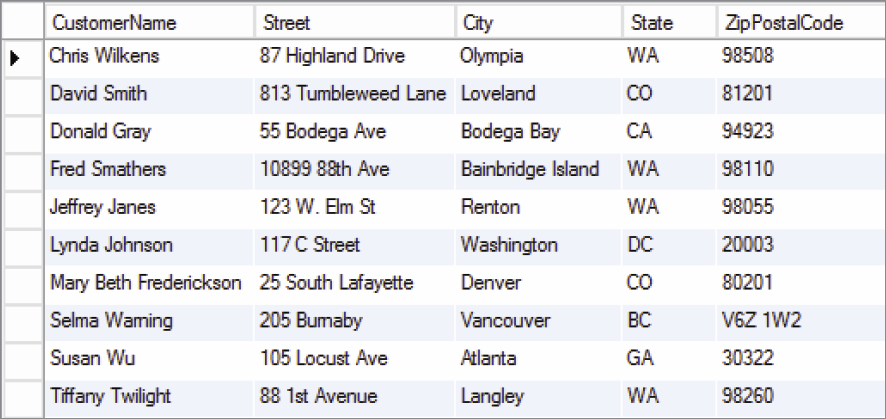 CustomerName Street City State ZipPostalCode
Chris Wilkens 87 Highland Drive Olympia WA 98508
David Smith 813 Tumbleweed Lane Loveland CO 81201
Donald Gray 55 Bodega Ave Bodega Bay CA 94923
Fred Smathers 10899 88th Ave Bainbridge Island WA 98110
Jeffrey Janes 123 W. Elm St Renton WA 98055
Lynda Johnson 117 C Street Washington DC 20003
Mary Beth Frederickson 25 South Lafayette Denver CO 80201
Selma Warning 205 Burnaby Vancouver BC V6Z 1W2
Susan Wu 105 Locust Ave Atlanta GA 30322
Tiffany Twilight 88 1st Avenue Langley WA 98260